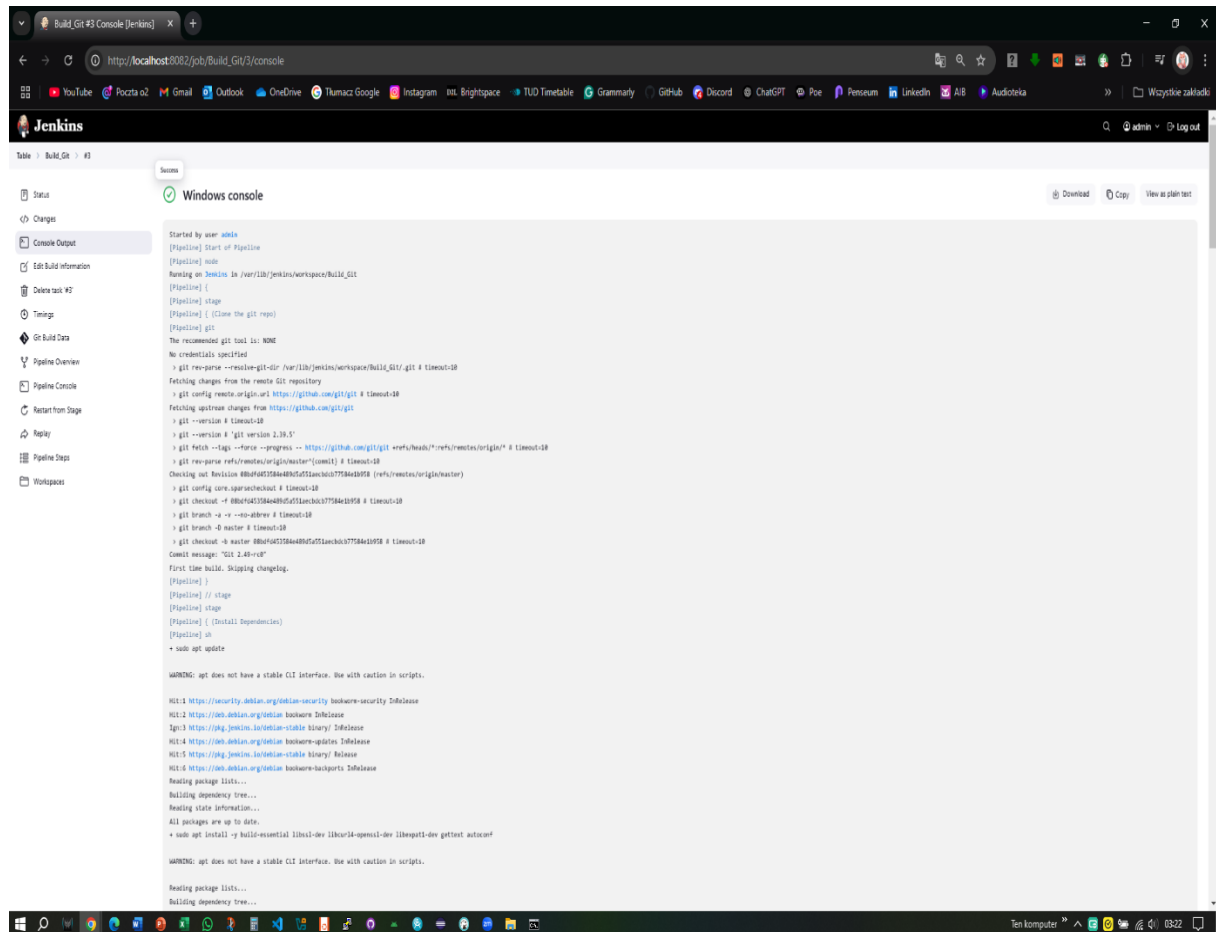 Build_Git #3 Console [Jenkins]
http://localhost:8082/job/Build_Git/3/console
YouTube Poczta o2 Gmail Outlook OneDrive Tłumacz Google Instagram Brightspace TUD Timetable Grammarly GitHub Discord ChatGPT Poe Penseum LinkedIn AIB Audioteka » Wszystkie zakładki
Jenkins admin Log out
Table > Build_Git > #3
Success
Windows console Download Copy View as plain text
Status
Changes
Console Output
Edit Build Information
Delete task '#3'
Timings
Git Build Data
Pipeline Overview
Pipeline Console
Restart from Stage
Replay
Pipeline Steps
Workspaces
Started by user admin
[Pipeline] Start of Pipeline
[Pipeline] node
Running on Jenkins in /var/lib/jenkins/workspace/Build_Git
[Pipeline] {
[Pipeline] stage
[Pipeline] { (Clone the git repo)
[Pipeline] git
The recommended git tool is: NONE
No credentials specified
> git rev-parse --resolve-git-dir /var/lib/jenkins/workspace/Build_Git/.git # timeout=10
Fetching changes from the remote Git repository
> git config remote.origin.url https://github.com/git/git # timeout=10
Fetching upstream changes from https://github.com/git/git
> git --version # timeout=10
> git --version # 'git version 2.39.5'
> git fetch --tags --force --progress -- https://github.com/git/git +refs/heads/*:refs/remotes/origin/* # timeout=10
> git rev-parse refs/remotes/origin/master^{commit} # timeout=10
Checking out Revision (refs/remotes/origin/master)
> git config core.sparsecheckout # timeout=10
> git checkout -f # timeout=10
> git branch -a -v --no-abbrev # timeout=10
> git branch -D master # timeout=10
> git checkout -b master # timeout=10
Commit message: "Git 2.49-rc0"
First time build. Skipping changelog.
[Pipeline] }
[Pipeline] // stage
[Pipeline] stage
[Pipeline] { (Install Dependencies)
[Pipeline] sh
+ sudo apt update
WARNING: apt does not have a stable CLI interface. Use with caution in scripts.
Hit:1 https://security.debian.org/debian-security bookworm-security InRelease
Hit:2 https://deb.debian.org/debian bookworm InRelease
Ign:3 https://pkg.jenkins.io/debian-stable binary/ InRelease
Hit:4 https://deb.debian.org/debian bookworm-updates InRelease
Hit:5 https://pkg.jenkins.io/debian-stable binary/ Release
Hit:6 https://deb.debian.org/debian bookworm-backports InRelease
Reading package lists...
Building dependency tree...
Reading state information...
All packages are up to date.
+ sudo apt install -y build-essential libssl-dev libcurl4-openssl-dev libexpat1-dev gettext autoconf
WARNING: apt does not have a stable CLI interface. Use with caution in scripts.
Reading package lists...
Building dependency tree...
Ten komputer » 03:22